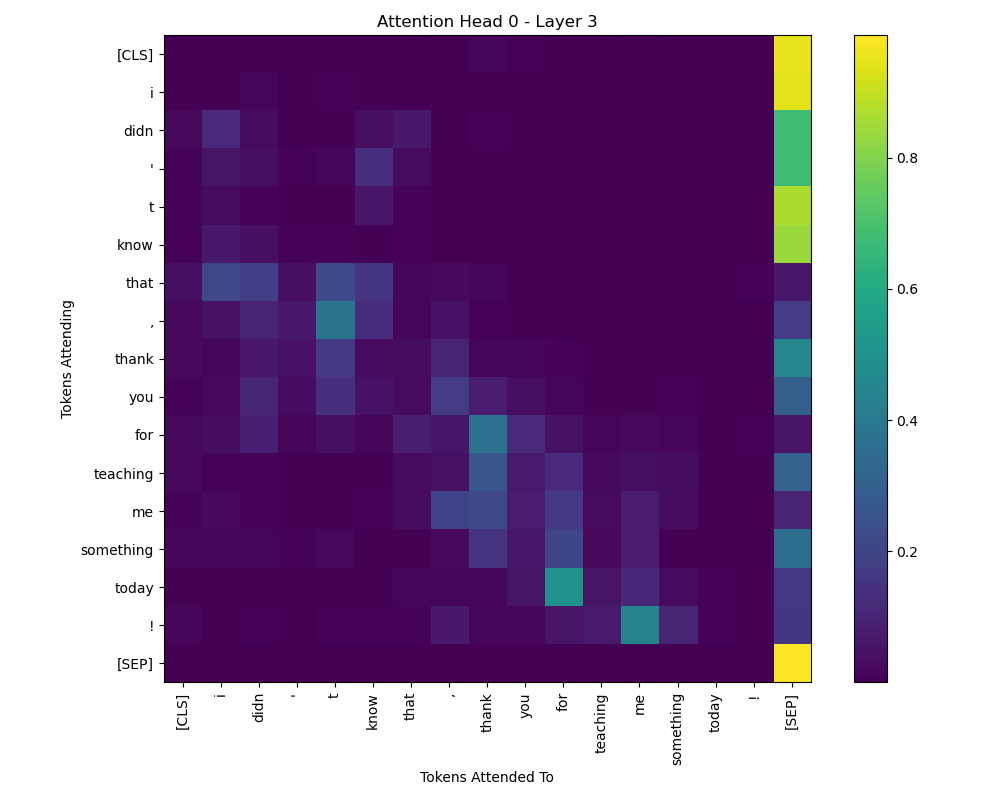 Attention Head 0 - Layer 3
[CLS]
i
didn
'
t
know
that
,
thank
you
for
teaching
me
something
today
!
[SEP]
Tokens Attending
[CLS]
i
didn
'
t
know
that
,
thank
you
for
teaching
me
something
today
!
[SEP]
Tokens Attended To
0.8
0.6
0.4
0.2